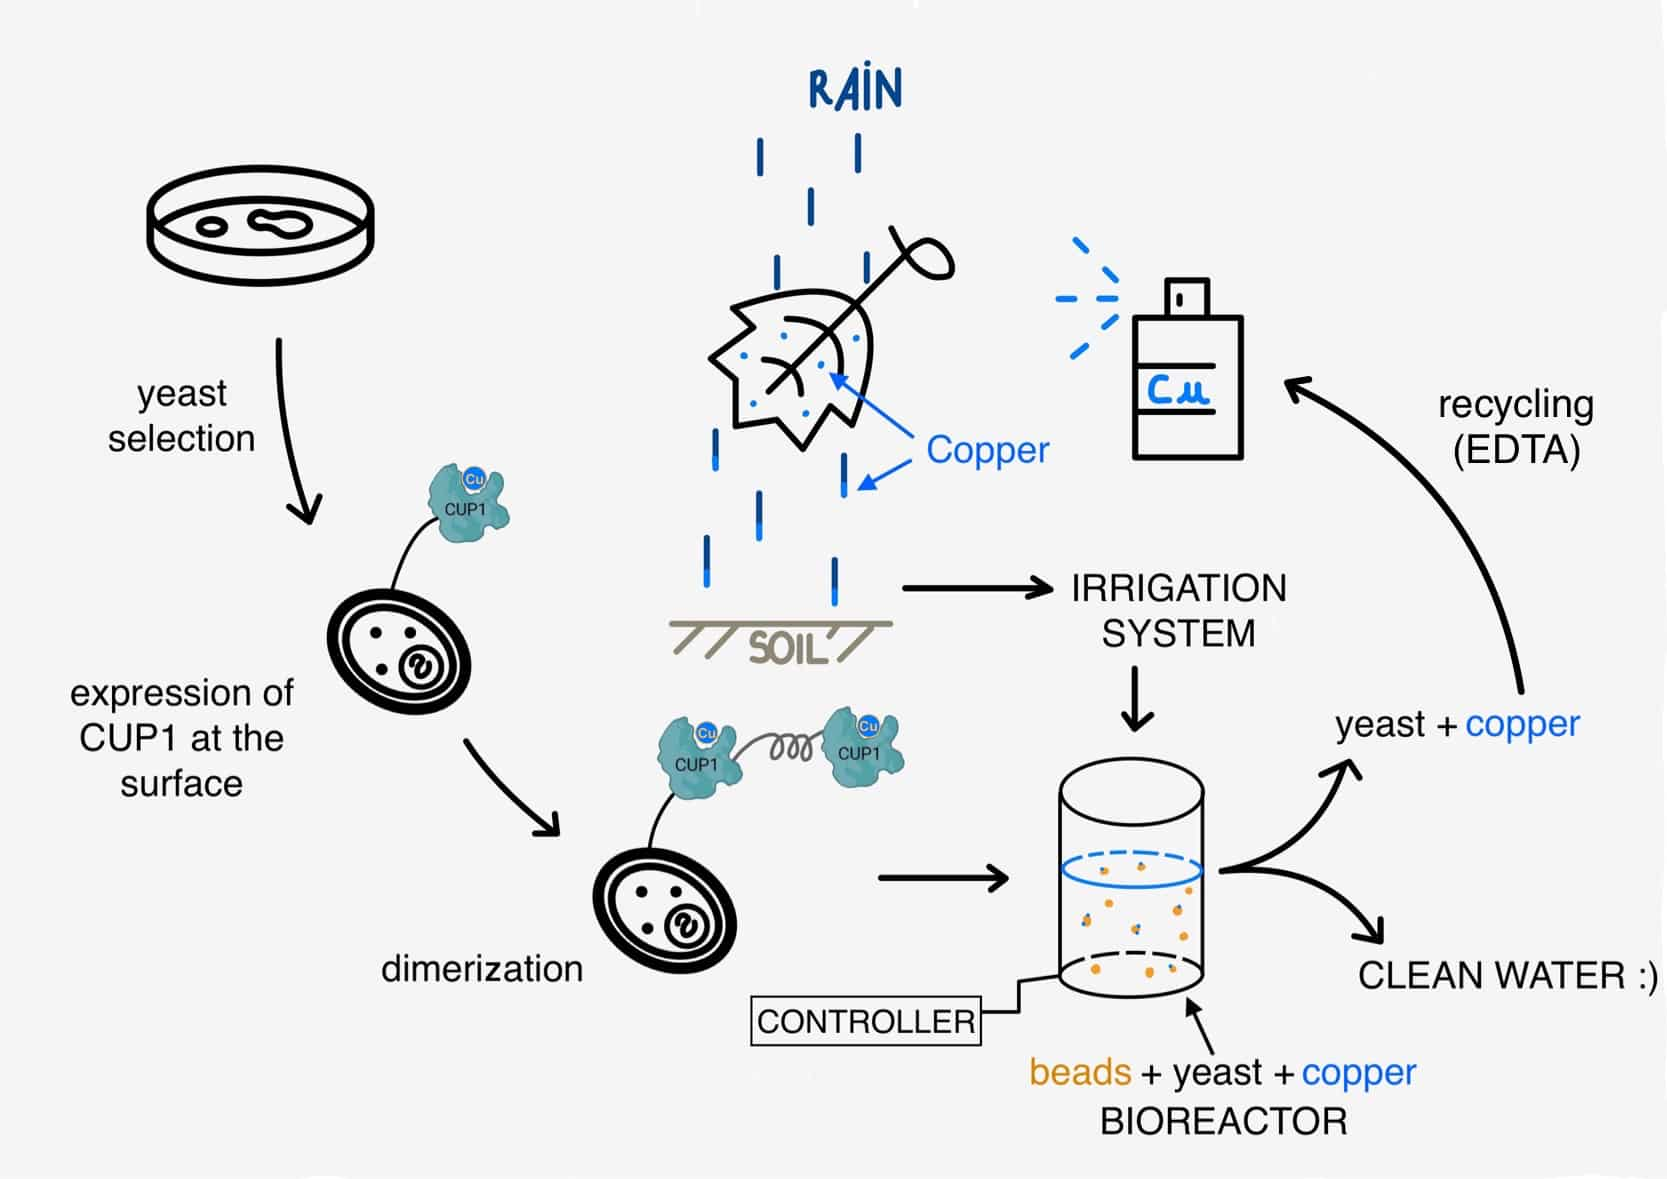 RAIN
yeast
selection
Cu
CUP1
Copper
Cu
recycling
(EDTA)
expression of
CUP1 at the
surface
SOIL
IRRIGATION
SYSTEM
Cu
CUP1
Cu
CUP1
yeast + copper
dimerization
CONTROLLER
CLEAN WATER :)
beads + yeast + copper
BIOREACTOR